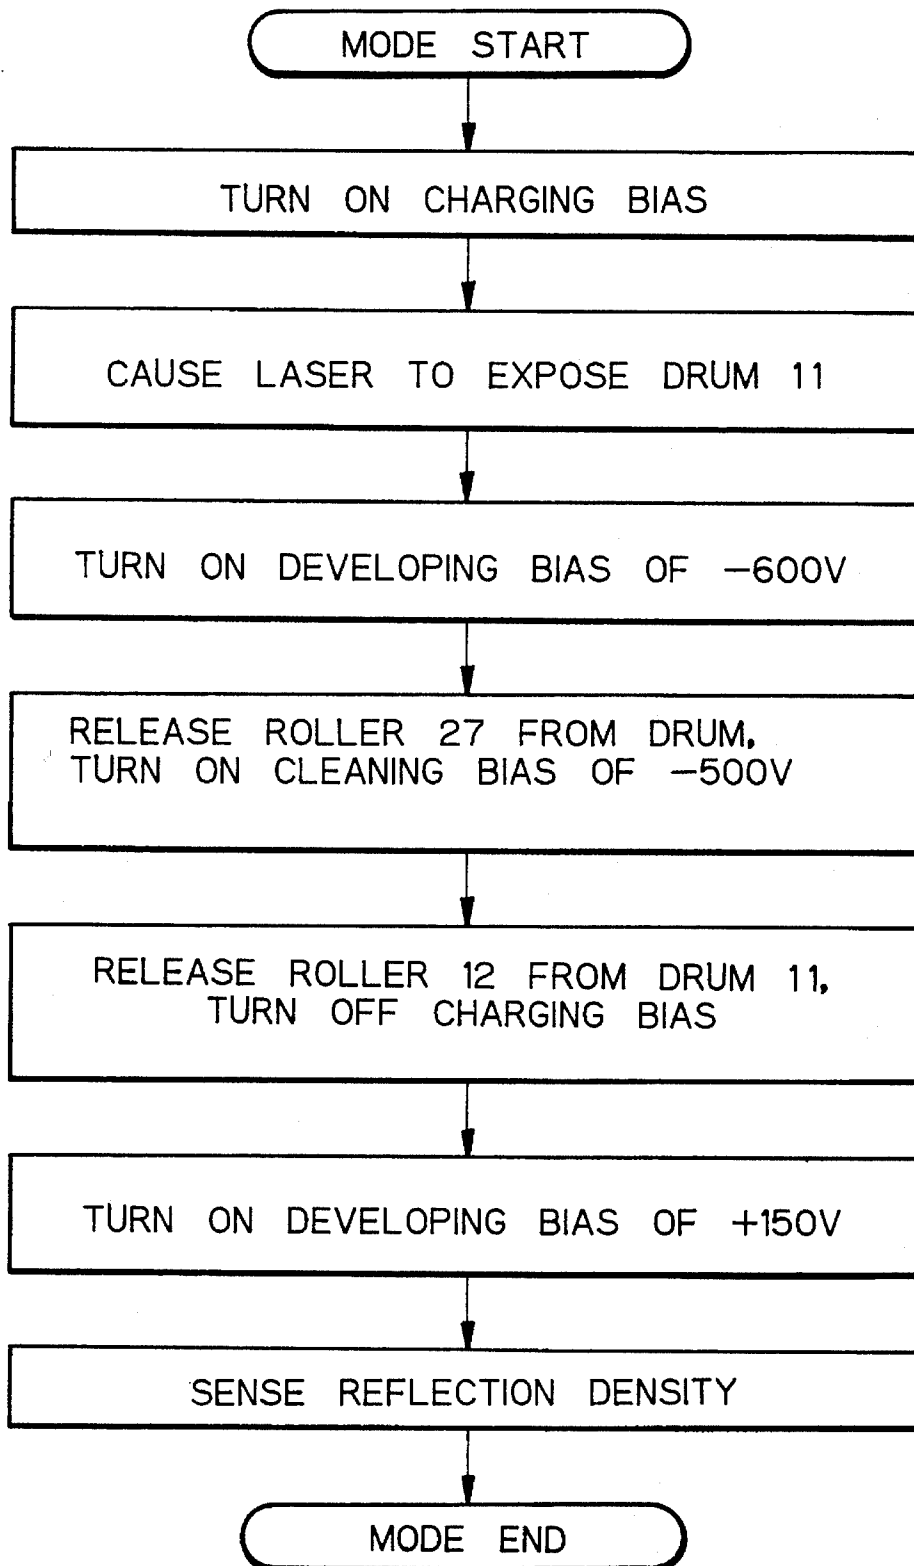 MODE START
TURN ON CHARGING BIAS
CAUSE LASER TO EXPOSE DRUM 11
TURN ON DEVELOPING BIAS OF −600V
RELEASE ROLLER 27 FROM DRUM,
TURN ON CLEANING BIAS OF −500V
RELEASE ROLLER 12 FROM DRUM 11,
TURN OFF CHARGING BIAS
TURN ON DEVELOPING BIAS OF +150V
SENSE REFLECTION DENSITY
MODE END